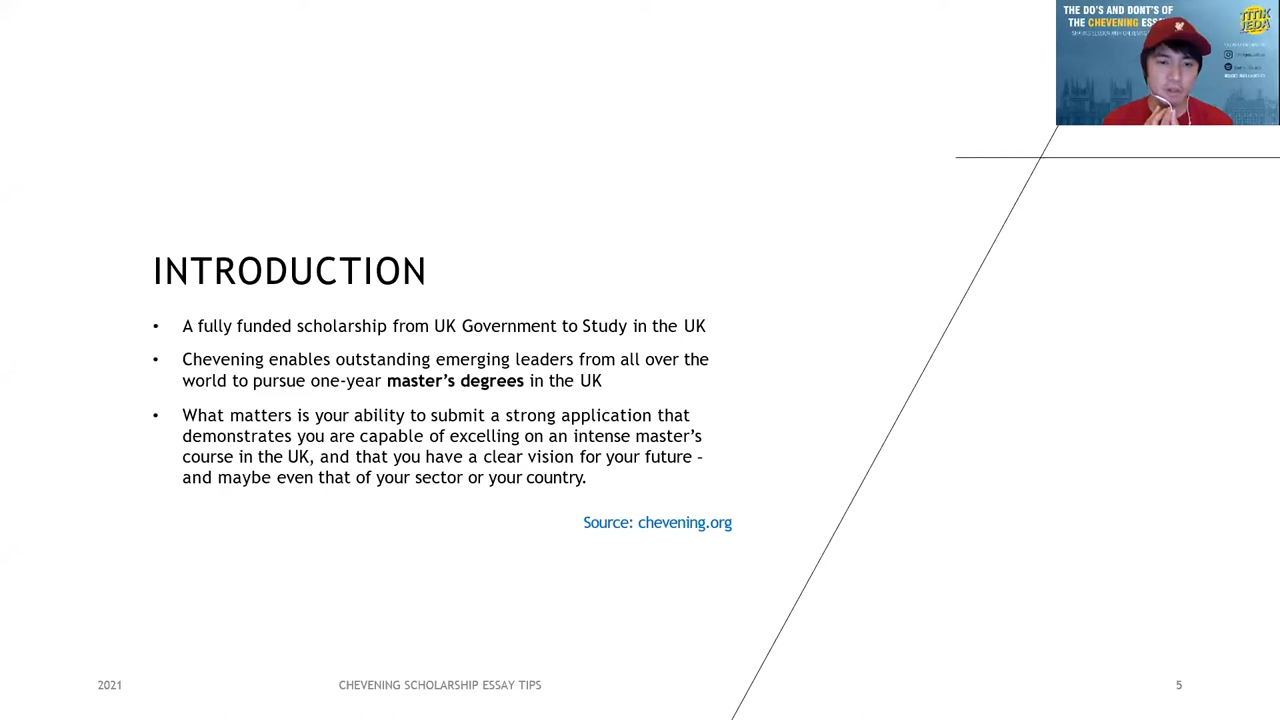 THE DO'S AND DONT'S OF
THE CHEVENING
TITIK
JEDA
INTRODUCTION
• A fully funded scholarship from UK Government to Study in the UK
• Chevening enables outstanding emerging leaders from all over the
world to pursue one-year master's degrees in the UK
• What matters is your ability to submit a strong application that
demonstrates you are capable of excelling on an intense master's
course in the UK, and that you have a clear vision for your future –
and maybe even that of your sector or your country.
Source: chevening.org
2021
CHEVENING SCHOLARSHIP ESSAY TIPS
5